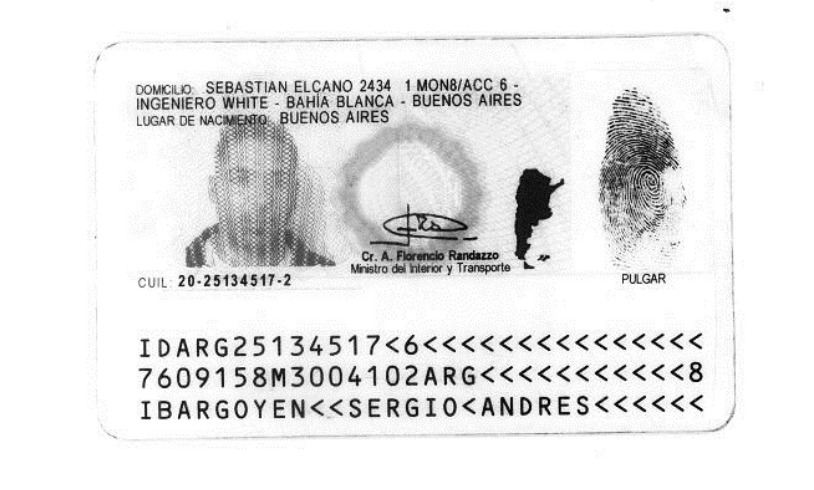 DOMICILIO: SEBASTIAN ELCANO 2434 1 MON8/ACC 6 -
INGENIERO WHITE - BAHÍA BLANCA - BUENOS AIRES
LUGAR DE NACIMIENTO: BUENOS AIRES
Cr. A. Florencio Randazzo
Ministro del Interior y Transporte
CUIL: 20-25134517-2
PULGAR
IDARG25134517<6<<<<<<<<<<<<<<<
7609158M3004102ARG<<<<<<<<<<<8
IBARGOYEN<<SERGIO<ANDRES<<<<<<